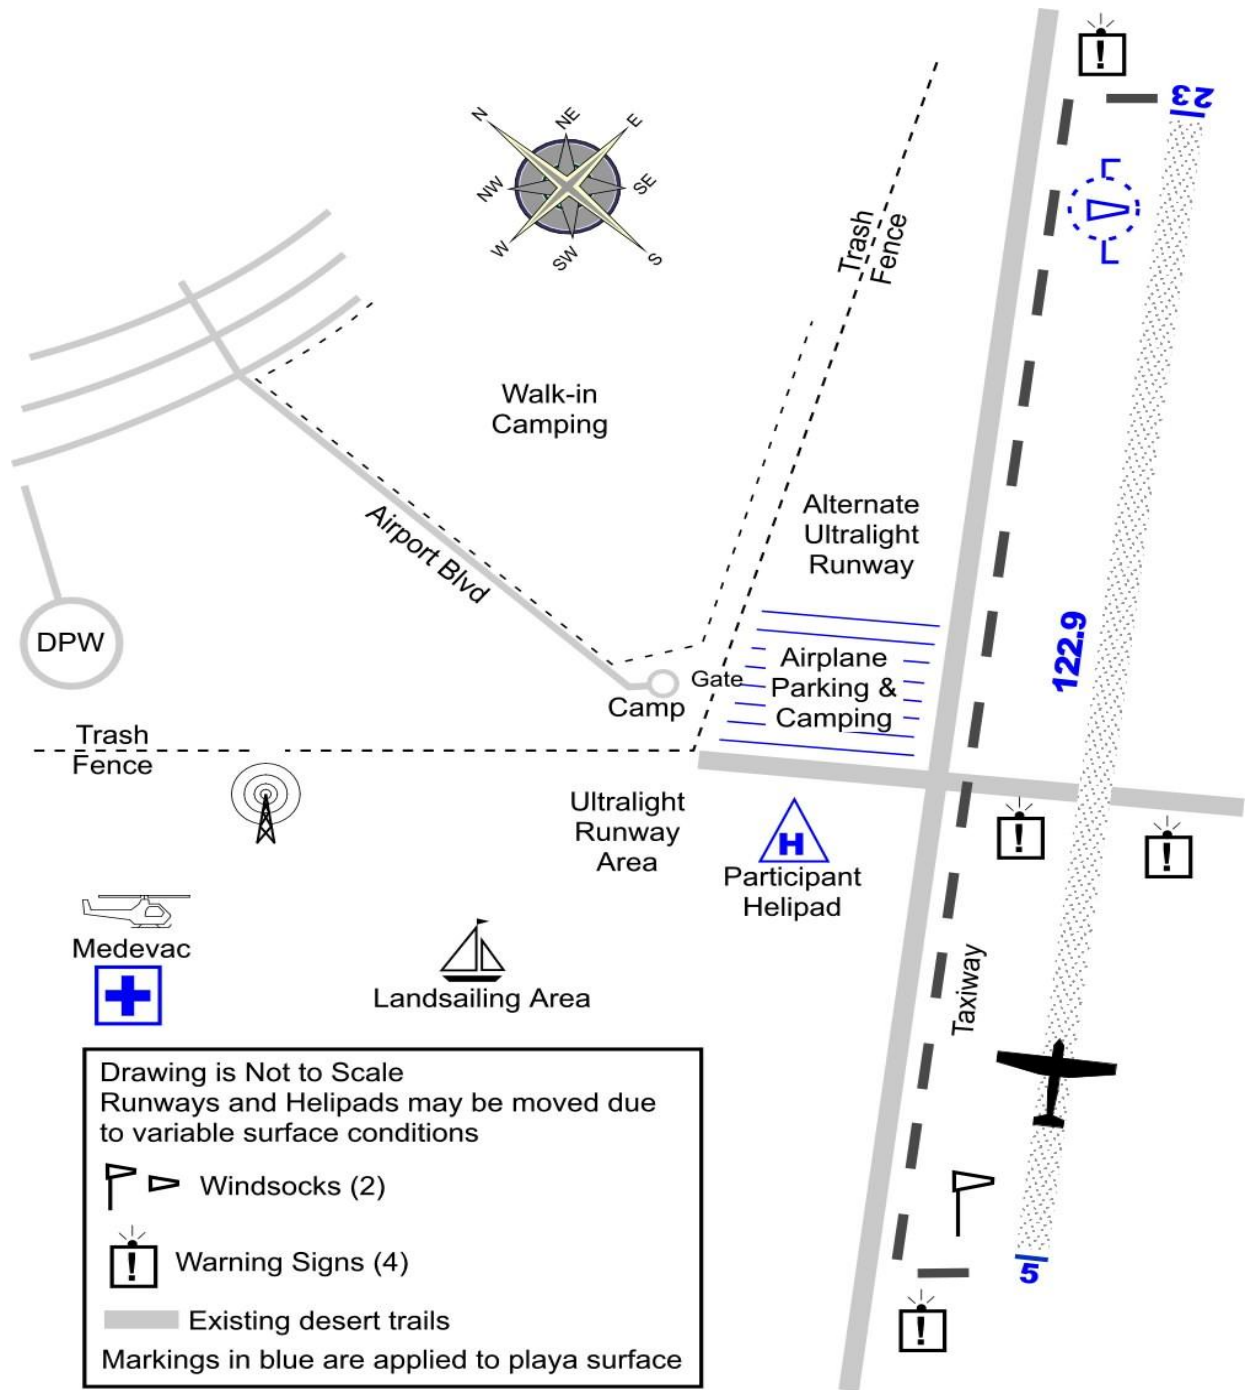 N
NE
E
NW
SE
W
SW
S
23
Trash
Fence
Walk-in
Camping
Airport Blvd
Alternate
Ultralight
Runway
DPW
122.9
Gate
Airplane
Parking &
Camping
Camp
Trash
Fence
Ultralight
Runway
Area
H
Participant
Helipad
!
!
!
Medevac
Landsailing Area
Taxiway
Drawing is Not to Scale
Runways and Helipads may be moved due
to variable surface conditions
Windsocks (2)
!
Warning Signs (4)
Existing desert trails
Markings in blue are applied to playa surface
5
!